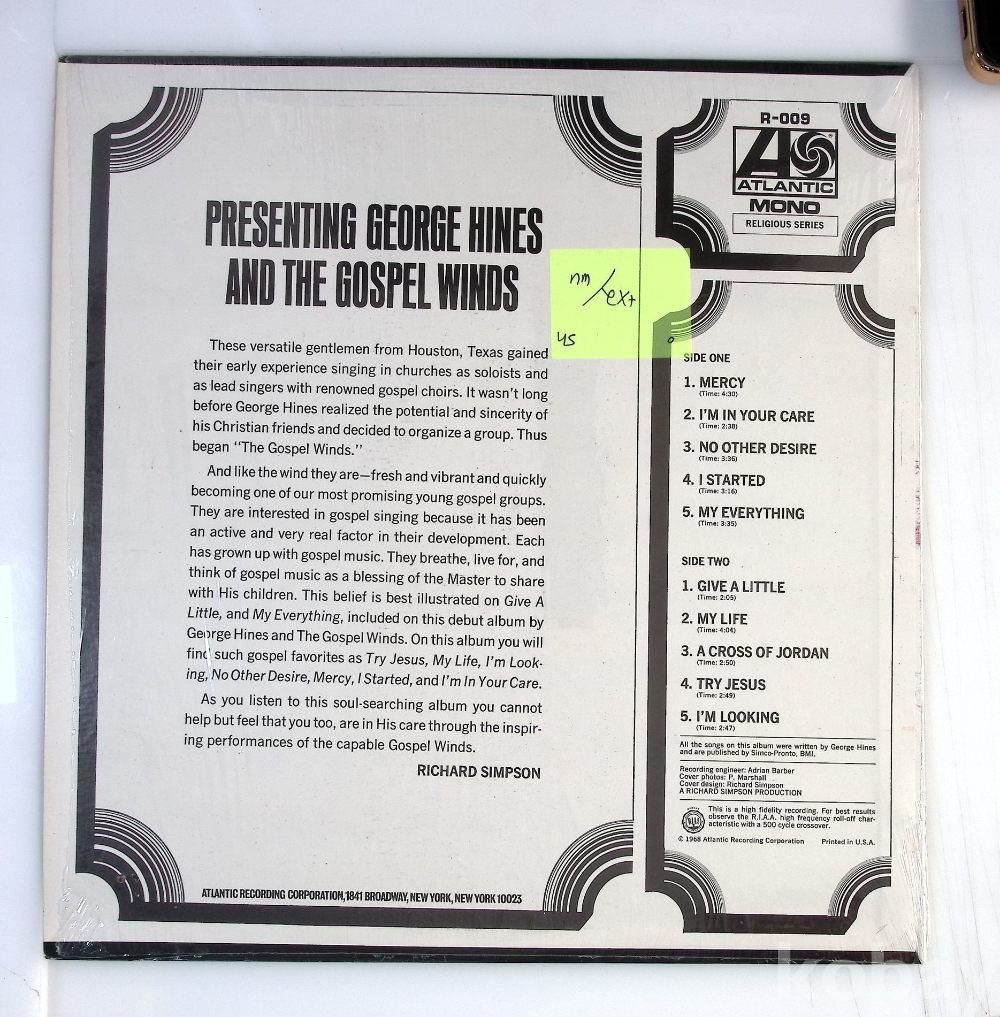 PRESENTING GEORGE HINES
AND THE GOSPEL WINDS
These versatile gentlemen from Houston, Texas gained
their early experience singing in churches as soloists and
as lead singers with renowned gospel choirs. It wasn't long
before George Hines realized the potential and sincerity of
his Christian friends and decided to organize a group. Thus
began "The Gospel Winds."
And like the wind they are—fresh and vibrant and quickly
becoming one of our most promising young gospel groups.
They are interested in gospel singing because it has been
an active and very real factor in their development. Each
has grown up with gospel music. They breathe, live for, and
think of gospel music as a blessing of the Master to share
with His children. This belief is best illustrated on Give A
Little, and My Everything, included on this debut album by
George Hines and The Gospel Winds. On this album you will
find such gospel favorites as Try Jesus, My Life, I'm Look-
ing, No Other Desire, Mercy, I Started, and I'm In Your Care.
As you listen to this soul-searching album you cannot
help but feel that you too, are in His care through the inspir-
ing performances of the capable Gospel Winds.
RICHARD SIMPSON
ATLANTIC RECORDING CORPORATION, 1841 BROADWAY, NEW YORK, NEW YORK 10023
nm/ex+
US
R-009
ATLANTIC
MONO
RELIGIOUS SERIES
SIDE ONE
1. MERCY
(Time: 4:30)
2. I'M IN YOUR CARE
(Time: 2:38)
3. NO OTHER DESIRE
(Time: 3:36)
4. I STARTED
(Time: 3:16)
5. MY EVERYTHING
(Time: 3:35)
SIDE TWO
1. GIVE A LITTLE
(Time: 2:05)
2. MY LIFE
(Time: 4:04)
3. A CROSS OF JORDAN
(Time: 2:50)
4. TRY JESUS
(Time: 2:49)
5. I'M LOOKING
(Time: 2:47)
All the songs on this album were written by George Hines
and are published by Simco-Pronto, BMI.
Recording engineer: Adrian Barber
Cover photos: P. Marshall
Cover design: Richard Simpson
A RICHARD SIMPSON PRODUCTION
This is a high fidelity recording. For best results
observe the R.I.A.A. high frequency roll-off char-
acteristic with a 500 cycle crossover.
© 1968 Atlantic Recording Corporation Printed in U.S.A.